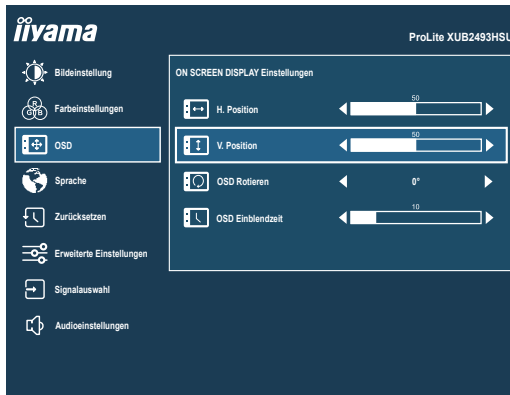 iiyama
ProLite XUB2493HSU
Bildeinstellung
Farbeinstellungen
R
G B
OSD
Sprache
Zurücksetzen
Erweiterte Einstellungen
Signalauswahl
Audioeinstellungen
ON SCREEN DISPLAY Einstellungen
H. Position
50
V. Position
50
OSD Rotieren
0°
OSD Einblendzeit
10